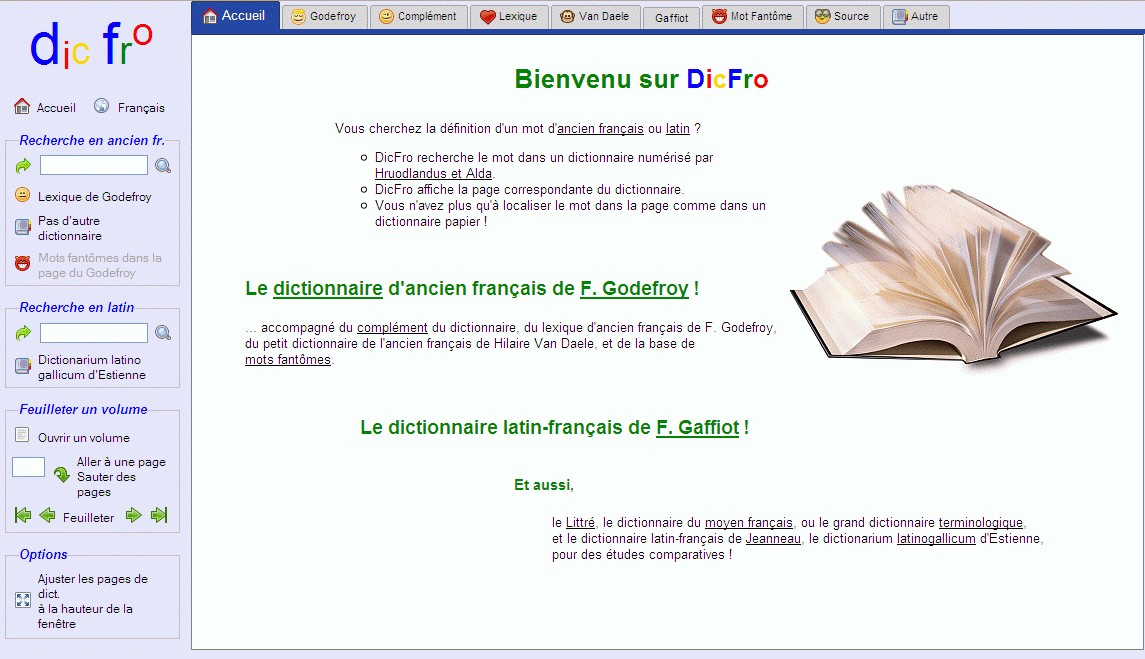 dic fro
Accueil Français
Recherche en ancien fr.
Lexique de Godefroy
Pas d'autre
dictionnaire
Mots fantômes dans la
page du Godefroy
Recherche en latin
Dictionarium latino
gallicum d'Estienne
Feuilleter un volume
Ouvrir un volume
Aller à une page
Sauter des
pages
Feuilleter
Options
Ajuster les pages de
dict.
à la hauteur de la
fenêtre
Accueil Godefroy Complément Lexique Van Daele Gaffiot Mot Fantôme Source Autre
Bienvenu sur DicFro
Vous cherchez la définition d'un mot d'ancien français ou latin ?
DicFro recherche le mot dans un dictionnaire numérisé par
Hruodlandus et Alda.
DicFro affiche la page correspondante du dictionnaire.
Vous n'avez plus qu'à localiser le mot dans la page comme dans un
dictionnaire papier !
Le dictionnaire d'ancien français de F. Godefroy !
... accompagné du complément du dictionnaire, du lexique d'ancien français de F. Godefroy,
du petit dictionnaire de l'ancien français de Hilaire Van Daele, et de la base de
mots fantômes.
Le dictionnaire latin-français de F. Gaffiot !
Et aussi,
le Littré, le dictionnaire du moyen français, ou le grand dictionnaire terminologique,
et le dictionnaire latin-français de Jeanneau, le dictionarium latinogallicum d'Estienne,
pour des études comparatives !